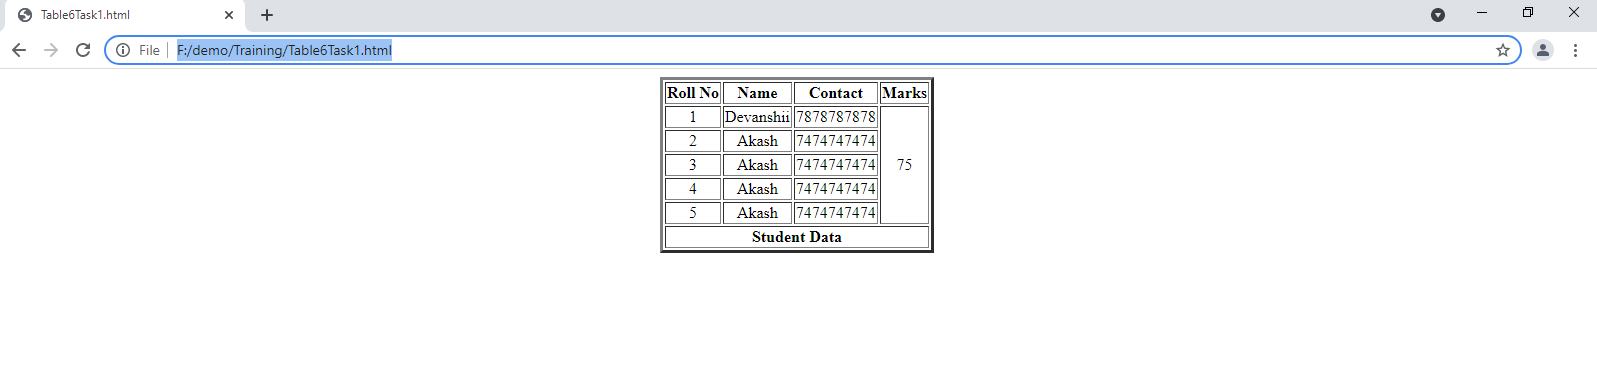 Table6Task1.html
File F:/demo/Training/Table6Task1.html
Roll No Name Contact Marks
1 Devanshii 7878787878
2 Akash 7474747474
3 Akash 7474747474 75
4 Akash 7474747474
5 Akash 7474747474
Student Data